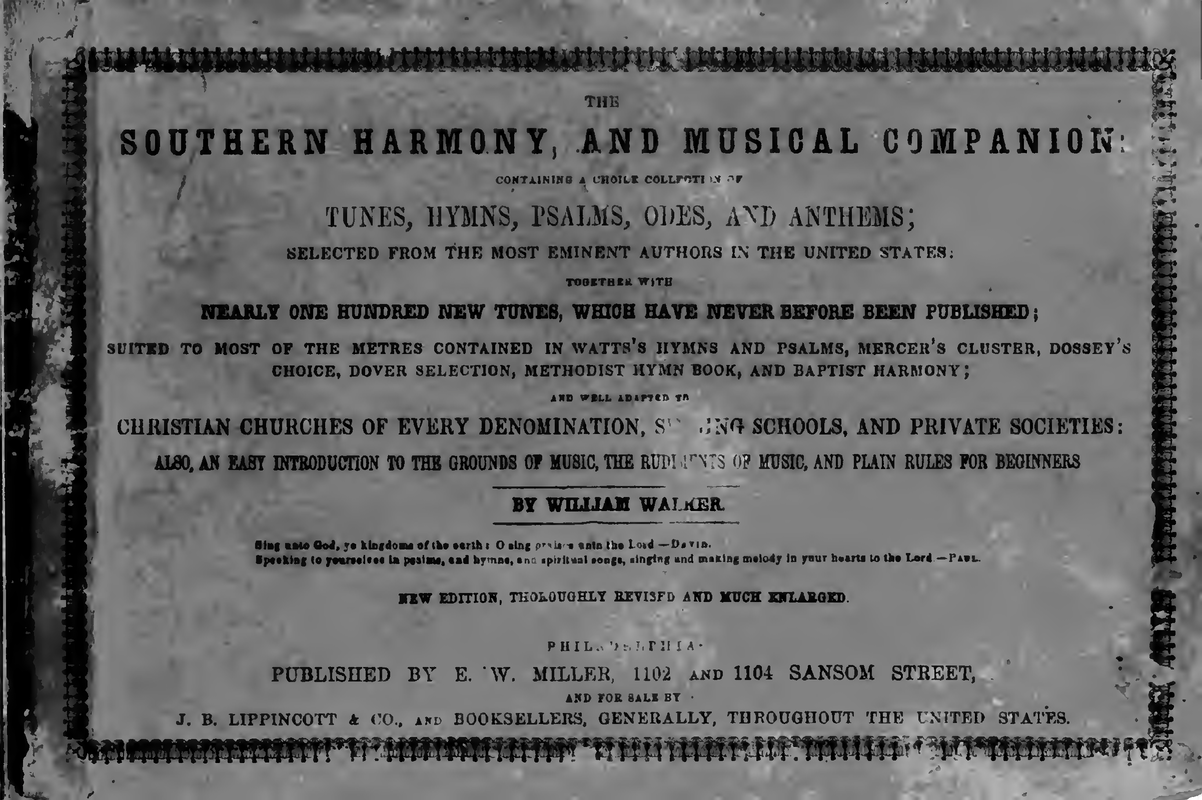 THE
SOUTHERN HARMONY, AND MUSICAL COMPANION:
CONTAINING A CHOICE COLLECTION OF
TUNES, HYMNS, PSALMS, ODES, AND ANTHEMS;
SELECTED FROM THE MOST EMINENT AUTHORS IN THE UNITED STATES:
TOGETHER WITH
NEARLY ONE HUNDRED NEW TUNES, WHICH HAVE NEVER BEFORE BEEN PUBLISHED;
SUITED TO MOST OF THE METRES CONTAINED IN WATTS'S HYMNS AND PSALMS, MERCER'S CLUSTER, DOSSEY'S
CHOICE, DOVER SELECTION, METHODIST HYMN BOOK, AND BAPTIST HARMONY;
AND WELL ADAPTED TO
CHRISTIAN CHURCHES OF EVERY DENOMINATION, SINGING SCHOOLS, AND PRIVATE SOCIETIES:
ALSO, AN EASY INTRODUCTION TO THE GROUNDS OF MUSIC, THE RUDIMENTS OF MUSIC, AND PLAIN RULES FOR BEGINNERS
BY WILLIAM WALKER.
Sing unto God, ye kingdoms of the earth: O sing praises unto the Lord —DAVID.
Speaking to yourselves in psalms, and hymns, and spiritual songs, singing and making melody in your hearts to the Lord —PAUL.
NEW EDITION, THOROUGHLY REVISED AND MUCH ENLARGED.
PHILADELPHIA:
PUBLISHED BY E. W. MILLER, 1102 AND 1104 SANSOM STREET,
AND FOR SALE BY
J. B. LIPPINCOTT & CO., AND BOOKSELLERS, GENERALLY, THROUGHOUT THE UNITED STATES.